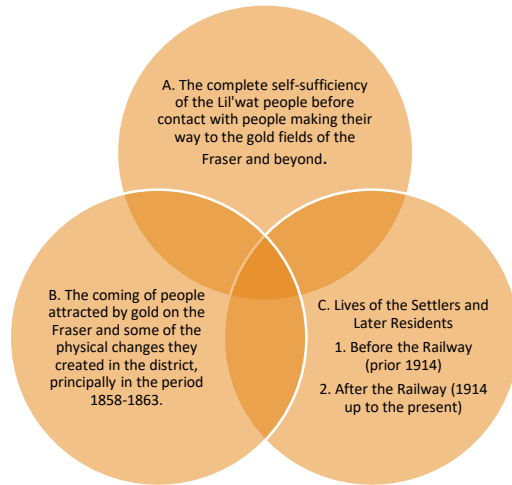 A. The complete self-sufficiency
of the Lil'wat people before
contact with people making their
way to the gold fields of the
Fraser and beyond.
B. The coming of people
attracted by gold on the
Fraser and some of the
physical changes they
created in the district,
principally in the period
1858-1863.
C. Lives of the Settlers and
Later Residents
1. Before the Railway
(prior 1914)
2. After the Railway (1914
up to the present)